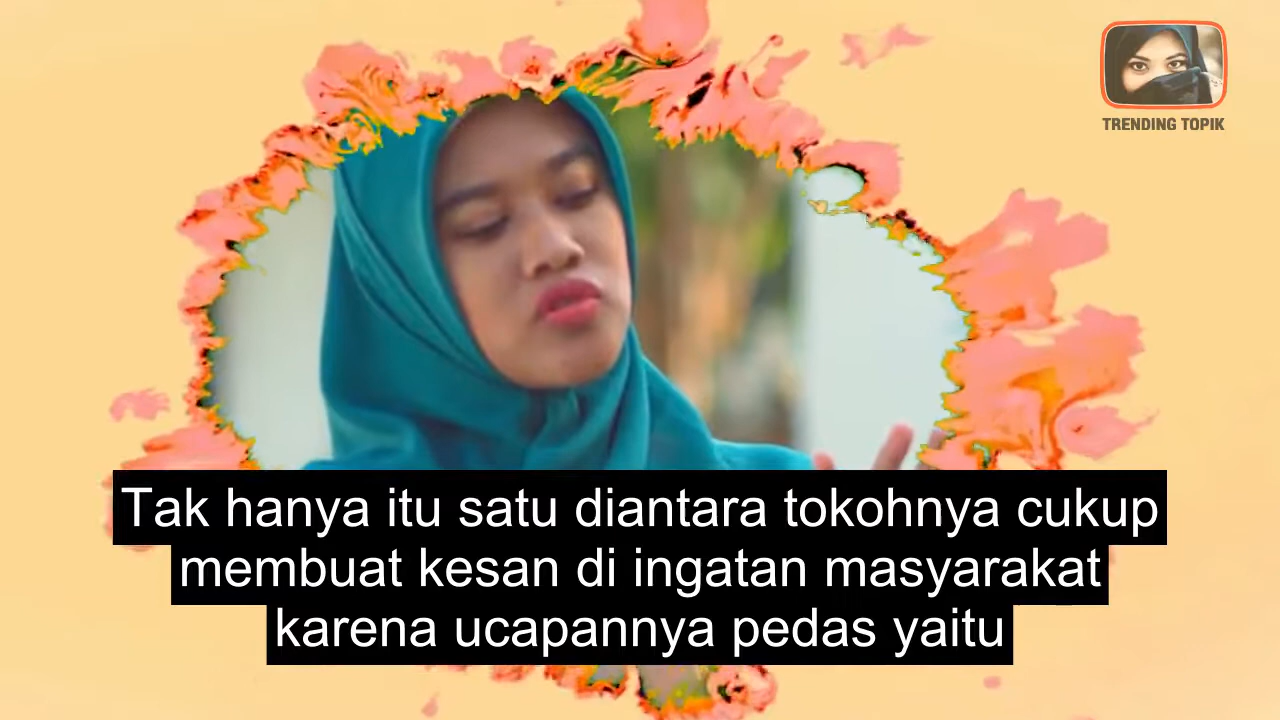 TRENDING TOPIK
Tak hanya itu satu diantara tokohnya cukup
membuat kesan di ingatan masyarakat
karena ucapannya pedas yaitu